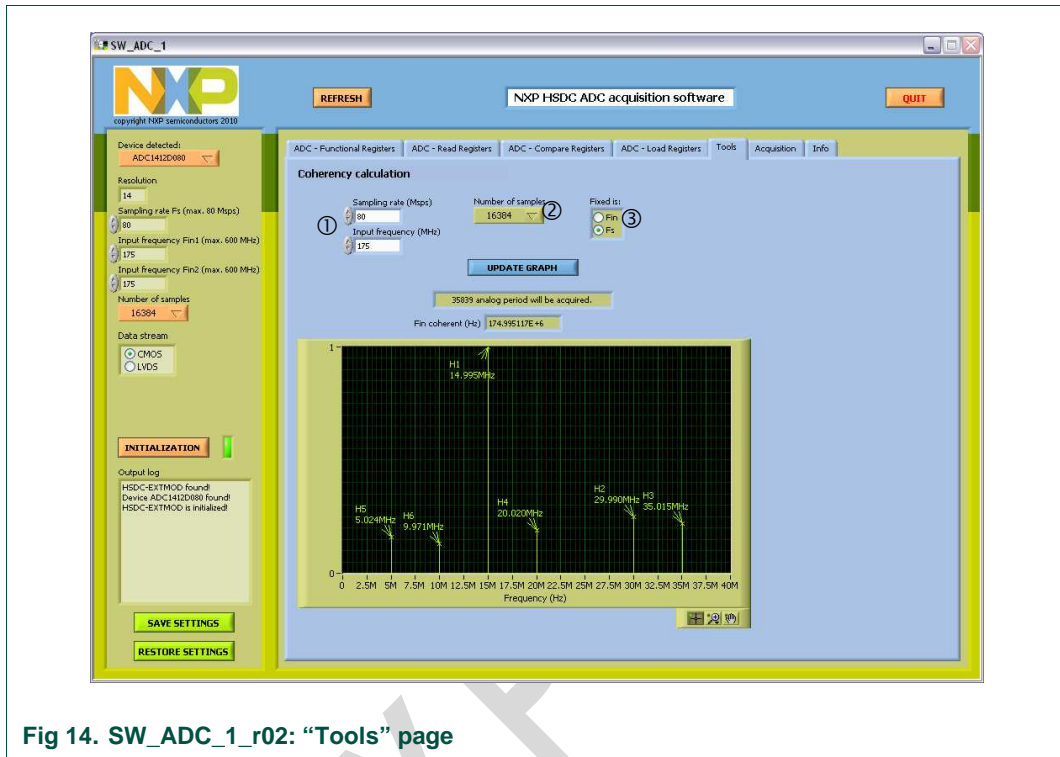 SW_ADC_1
NXP
copyright NXP semiconductors 2010
REFRESH
NXP HSDC ADC acquisition software
QUIT
Device detected:
ADC1412D080
Resolution
14
Sampling rate Fs (max. 80 Msps)
80
Input frequency Fin1 (max. 600 MHz)
175
Input frequency Fin2 (max. 600 MHz)
175
Number of samples
16384
Data stream
CMOS
LVDS
INITIALIZATION
Output log
HSDC-EXTMOD found!
Device ADC1412D080 found!
HSDC-EXTMOD is initialized!
SAVE SETTINGS
RESTORE SETTINGS
ADC - Functional Registers ADC - Read Registers ADC - Compare Registers ADC - Load Registers Tools Acquisition Info
Coherency calculation
① Sampling rate (Msps)
80
Input frequency (MHz)
175
Number of samples
16384 ②
Fixed is:
Fin ③
Fs
UPDATE GRAPH
35839 analog period will be acquired.
Fin coherent (Hz) 174.995117E+6
1
H1
14.995MHz
H2
29.990MHz
H3
35.015MHz
H4
20.020MHz
H5
5.024MHz
H6
9.971MHz
0
0 2.5M 5M 7.5M 10M 12.5M 15M 17.5M 20M 22.5M 25M 27.5M 30M 32.5M 35M 37.5M 40M
Frequency (Hz)
Fig 14. SW_ADC_1_r02: “Tools” page